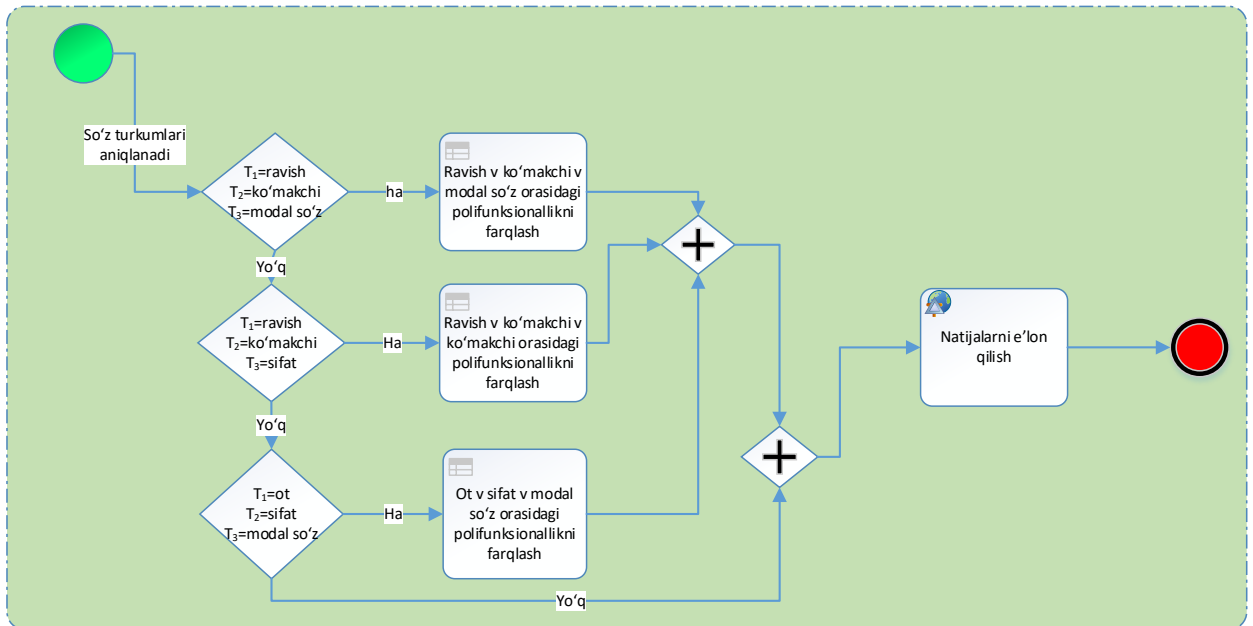 So‘z turkumlari
aniqlanadi
T₁=ravish
T₂=ko‘makchi
T₃=modal so‘z
ha
Ravish v ko‘makchi v
modal so‘z orasidagi
polifunksionallikni
farqlash
Yo‘q
T₁=ravish
T₂=ko‘makchi
T₃=sifat
Ha
Ravish v ko‘makchi v
ko‘makchi orasidagi
polifunksionallikni
farqlash
Natijalarni e’lon
qilish
Yo‘q
T₁=ot
T₂=sifat
T₃=modal so‘z
Ha
Ot v sifat v modal
so‘z orasidagi
polifunksionallikni
farqlash
Yo‘q